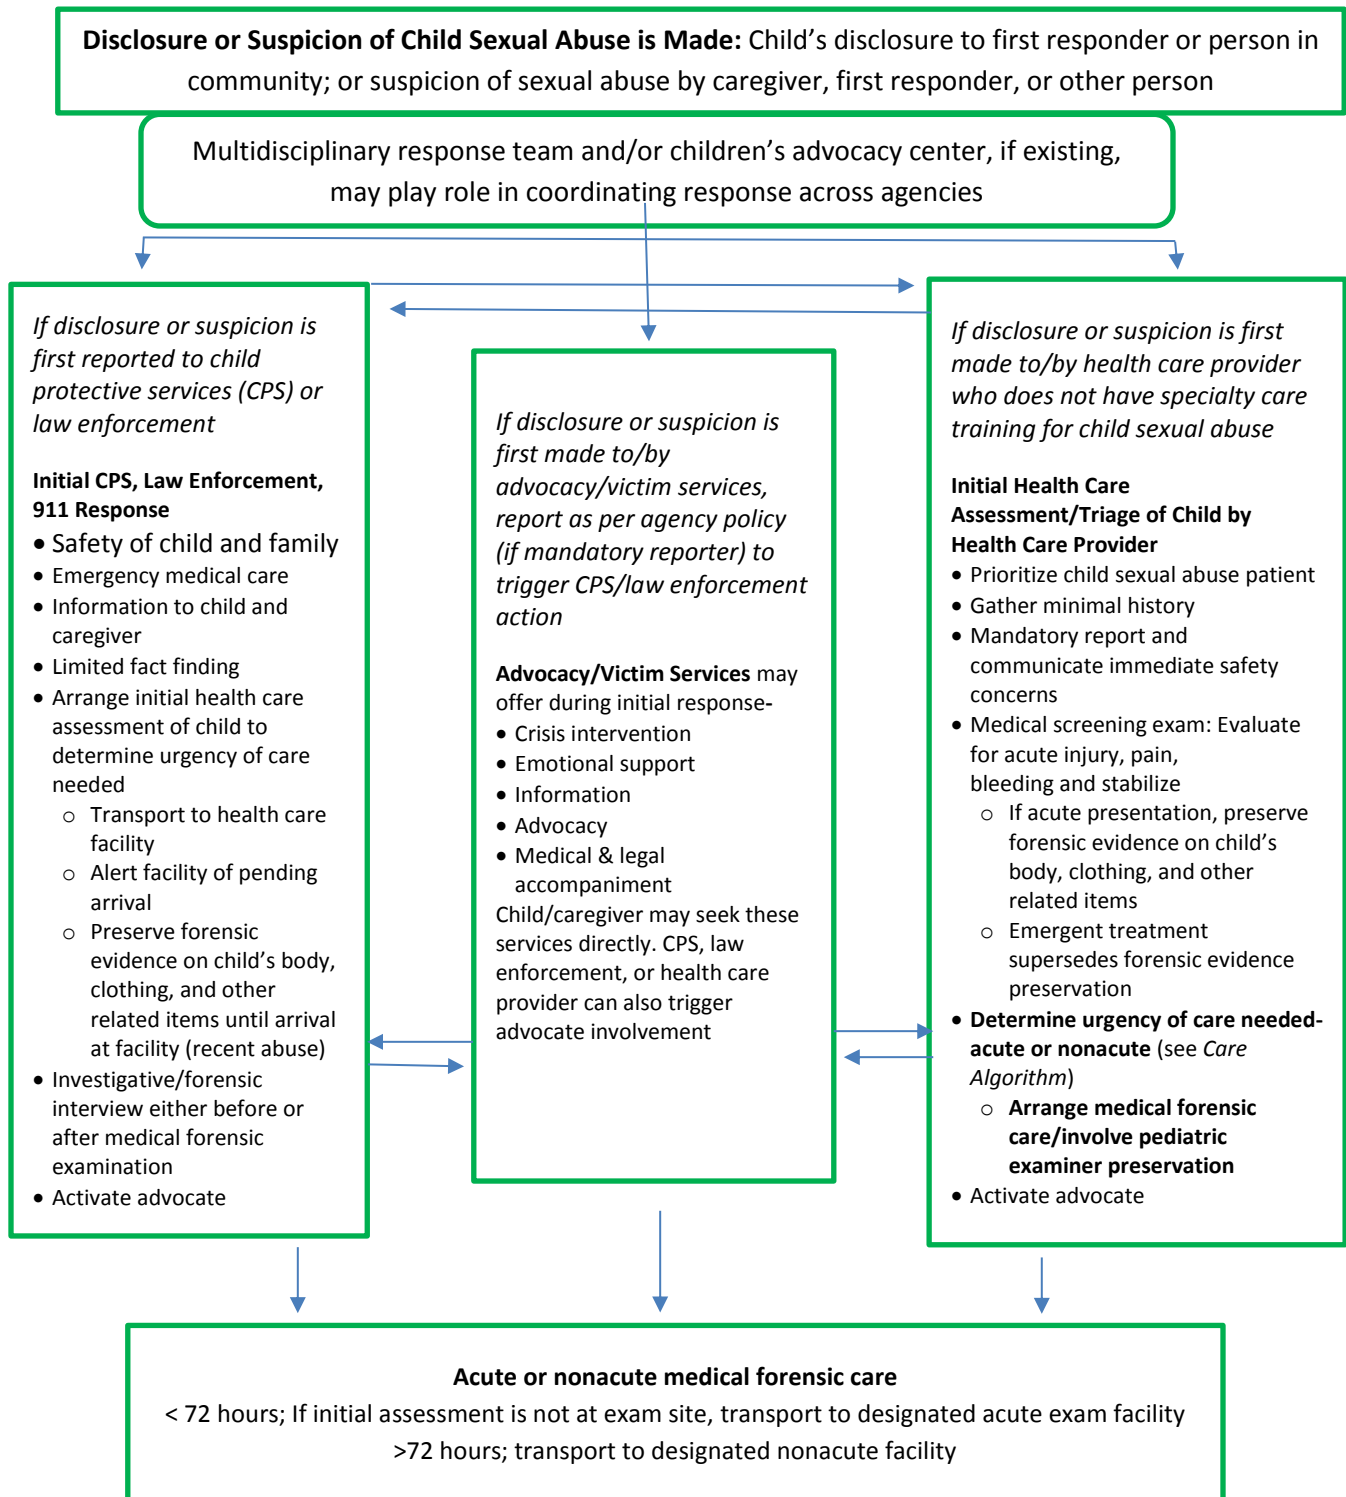 Disclosure or Suspicion of Child Sexual Abuse is Made: Child’s disclosure to first responder or person in
community; or suspicion of sexual abuse by caregiver, first responder, or other person
Multidisciplinary response team and/or children’s advocacy center, if existing,
may play role in coordinating response across agencies
If disclosure or suspicion is
first reported to child
protective services (CPS) or
law enforcement
Initial CPS, Law Enforcement,
911 Response
• Safety of child and family
• Emergency medical care
• Information to child and
caregiver
• Limited fact finding
• Arrange initial health care
assessment of child to
determine urgency of care
needed
o Transport to health care
facility
o Alert facility of pending
arrival
o Preserve forensic
evidence on child’s body,
clothing, and other
related items until arrival
at facility (recent abuse)
• Investigative/forensic
interview either before or
after medical forensic
examination
• Activate advocate
If disclosure or suspicion is
first made to/by
advocacy/victim services,
report as per agency policy
(if mandatory reporter) to
trigger CPS/law enforcement
action
Advocacy/Victim Services may
offer during initial response-
• Crisis intervention
• Emotional support
• Information
• Advocacy
• Medical & legal
accompaniment
Child/caregiver may seek these
services directly. CPS, law
enforcement, or health care
provider can also trigger
advocate involvement
If disclosure or suspicion is first
made to/by health care provider
who does not have specialty care
training for child sexual abuse
Initial Health Care
Assessment/Triage of Child by
Health Care Provider
• Prioritize child sexual abuse patient
• Gather minimal history
• Mandatory report and
communicate immediate safety
concerns
• Medical screening exam: Evaluate
for acute injury, pain,
bleeding and stabilize
o If acute presentation, preserve
forensic evidence on child’s
body, clothing, and other
related items
o Emergent treatment
supersedes forensic evidence
preservation
• Determine urgency of care needed-
acute or nonacute (see Care
Algorithm)
o Arrange medical forensic
care/involve pediatric
examiner preservation
• Activate advocate
Acute or nonacute medical forensic care
< 72 hours; If initial assessment is not at exam site, transport to designated acute exam facility
>72 hours; transport to designated nonacute facility